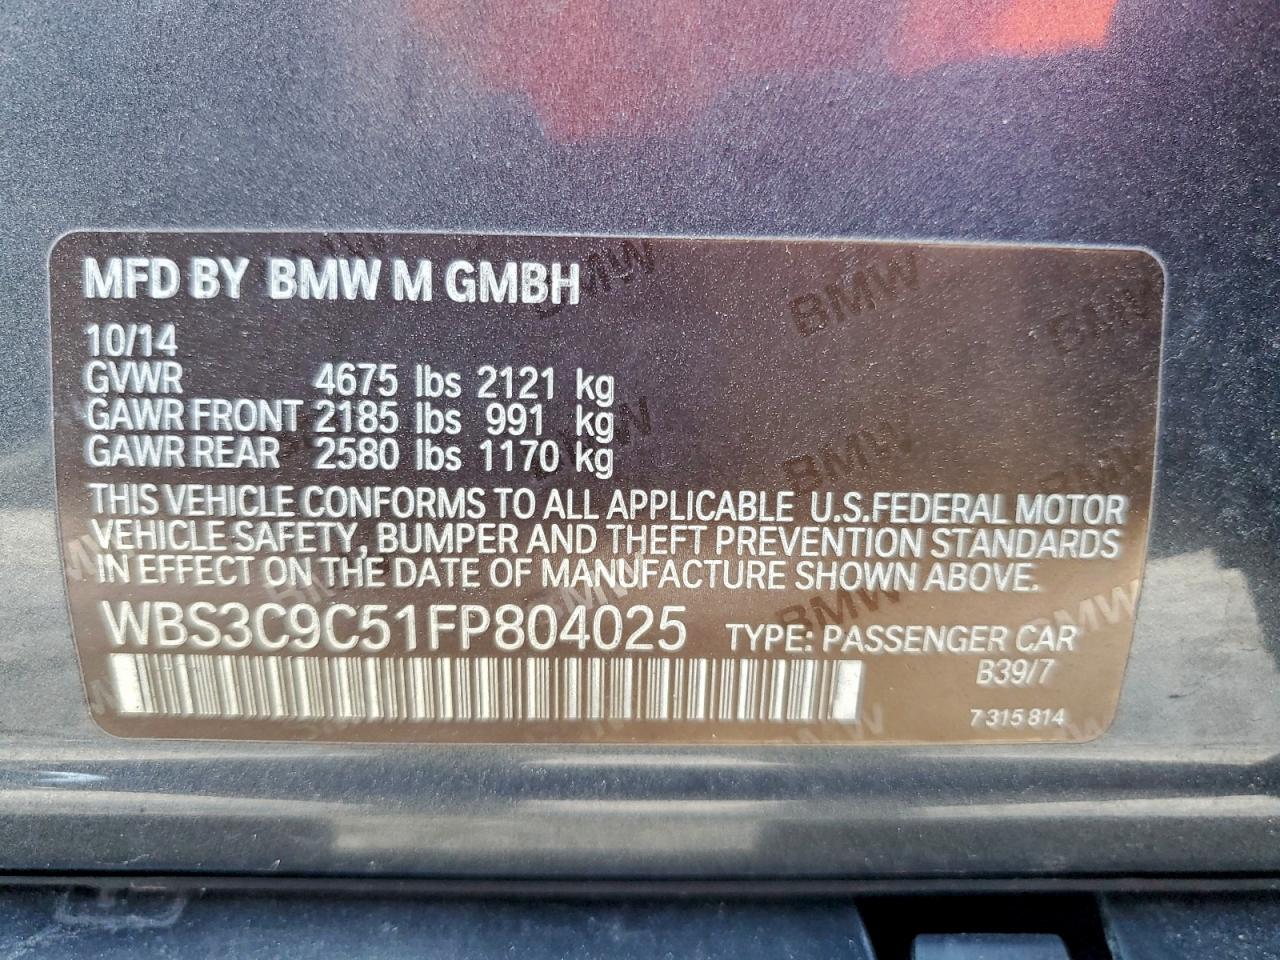 MFD BY BMW M GMBH
10/14
GVWR 4675 lbs 2121 kg
GAWR FRONT 2185 lbs 991 kg
GAWR REAR 2580 lbs 1170 kg
THIS VEHICLE CONFORMS TO ALL APPLICABLE U.S.FEDERAL MOTOR
VEHICLE SAFETY, BUMPER AND THEFT PREVENTION STANDARDS
IN EFFECT ON THE DATE OF MANUFACTURE SHOWN ABOVE.
WBS3C9C51FP804025 TYPE: PASSENGER CAR
B39/7
7 315 814